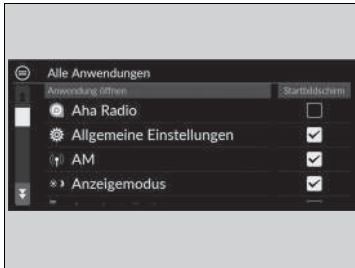 Alle Anwendungen
Anwendung öffnen Startbildschirm
Aha Radio
Allgemeine Einstellungen
AM
Anzeigemodus